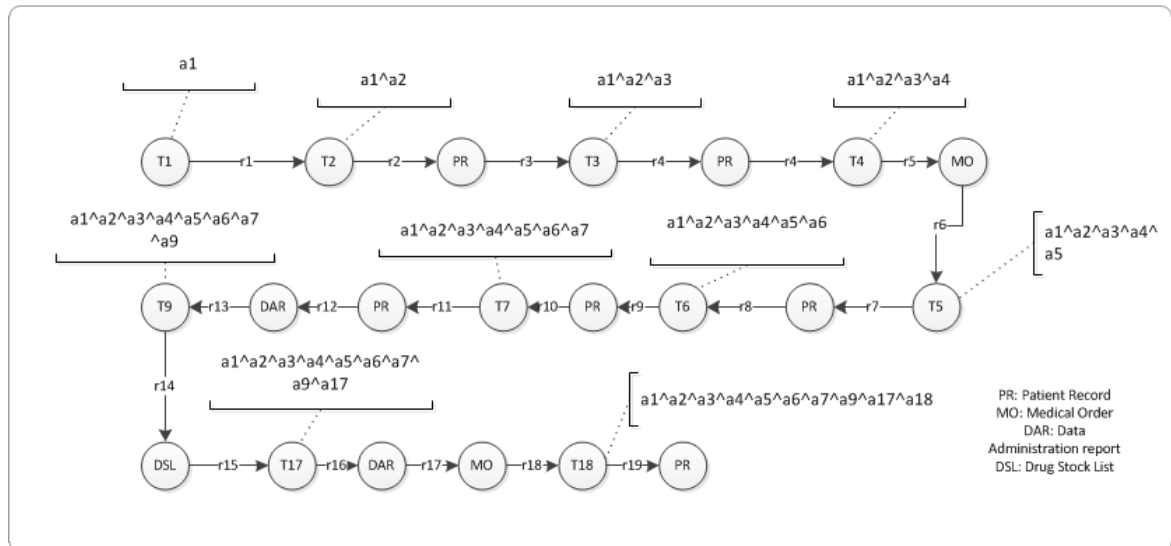 a1
a1^a2
a1^a2^a3
a1^a2^a3^a4
T1
r1
T2
r2
PR
r3
T3
r4
PR
r4
T4
r5
MO
r6
a1^a2^a3^a4^a5^a6^a7
^a9
a1^a2^a3^a4^a5^a6^a7
a1^a2^a3^a4^a5^a6
a1^a2^a3^a4^
a5
T9
r13
DAR
r12
PR
r11
T7
r10
PR
r9
T6
r8
PR
r7
T5
r14
a1^a2^a3^a4^a5^a6^a7^
a9^a17
a1^a2^a3^a4^a5^a6^a7^a9^a17^a18
DSL
r15
T17
r16
DAR
r17
MO
r18
T18
r19
PR
PR: Patient Record
MO: Medical Order
DAR: Data
Administration report
DSL: Drug Stock List